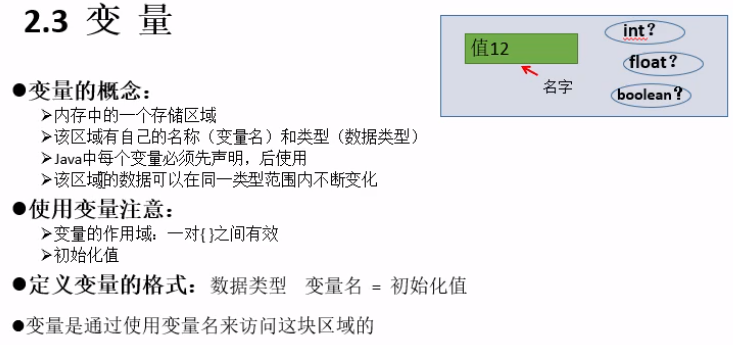 2.3 变 量
值12
名字
int？
float？
boolean？
●变量的概念：
➢内存中的一个存储区域
➢该区域有自己的名称（变量名）和类型（数据类型）
➢Java中每个变量必须先声明，后使用
➢该区域的数据可以在同一类型范围内不断变化
●使用变量注意：
➢变量的作用域：一对{ }之间有效
➢初始化值
●定义变量的格式：数据类型 变量名 = 初始化值
●变量是通过使用变量名来访问这块区域的